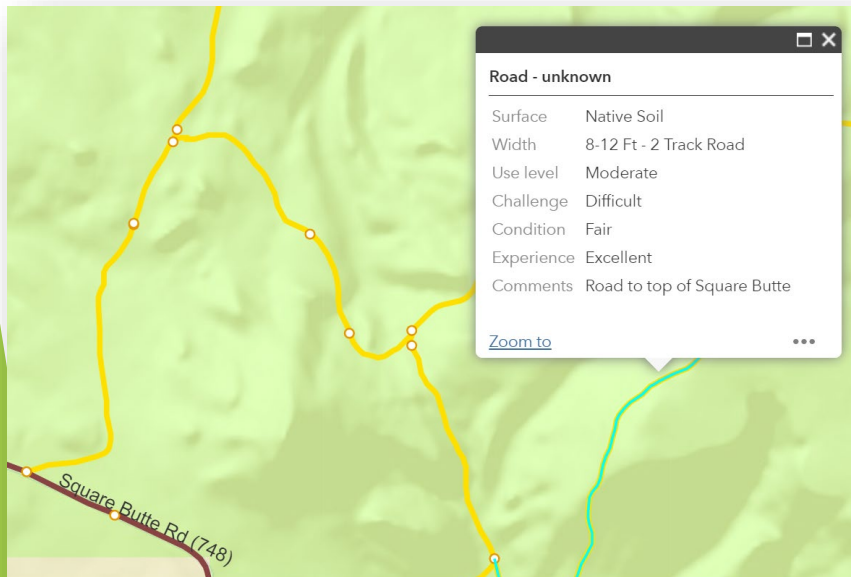 Road - unknown
Surface Native Soil
Width 8-12 Ft - 2 Track Road
Use level Moderate
Challenge Difficult
Condition Fair
Experience Excellent
Comments Road to top of Square Butte
Zoom to
Square Butte Rd (748)